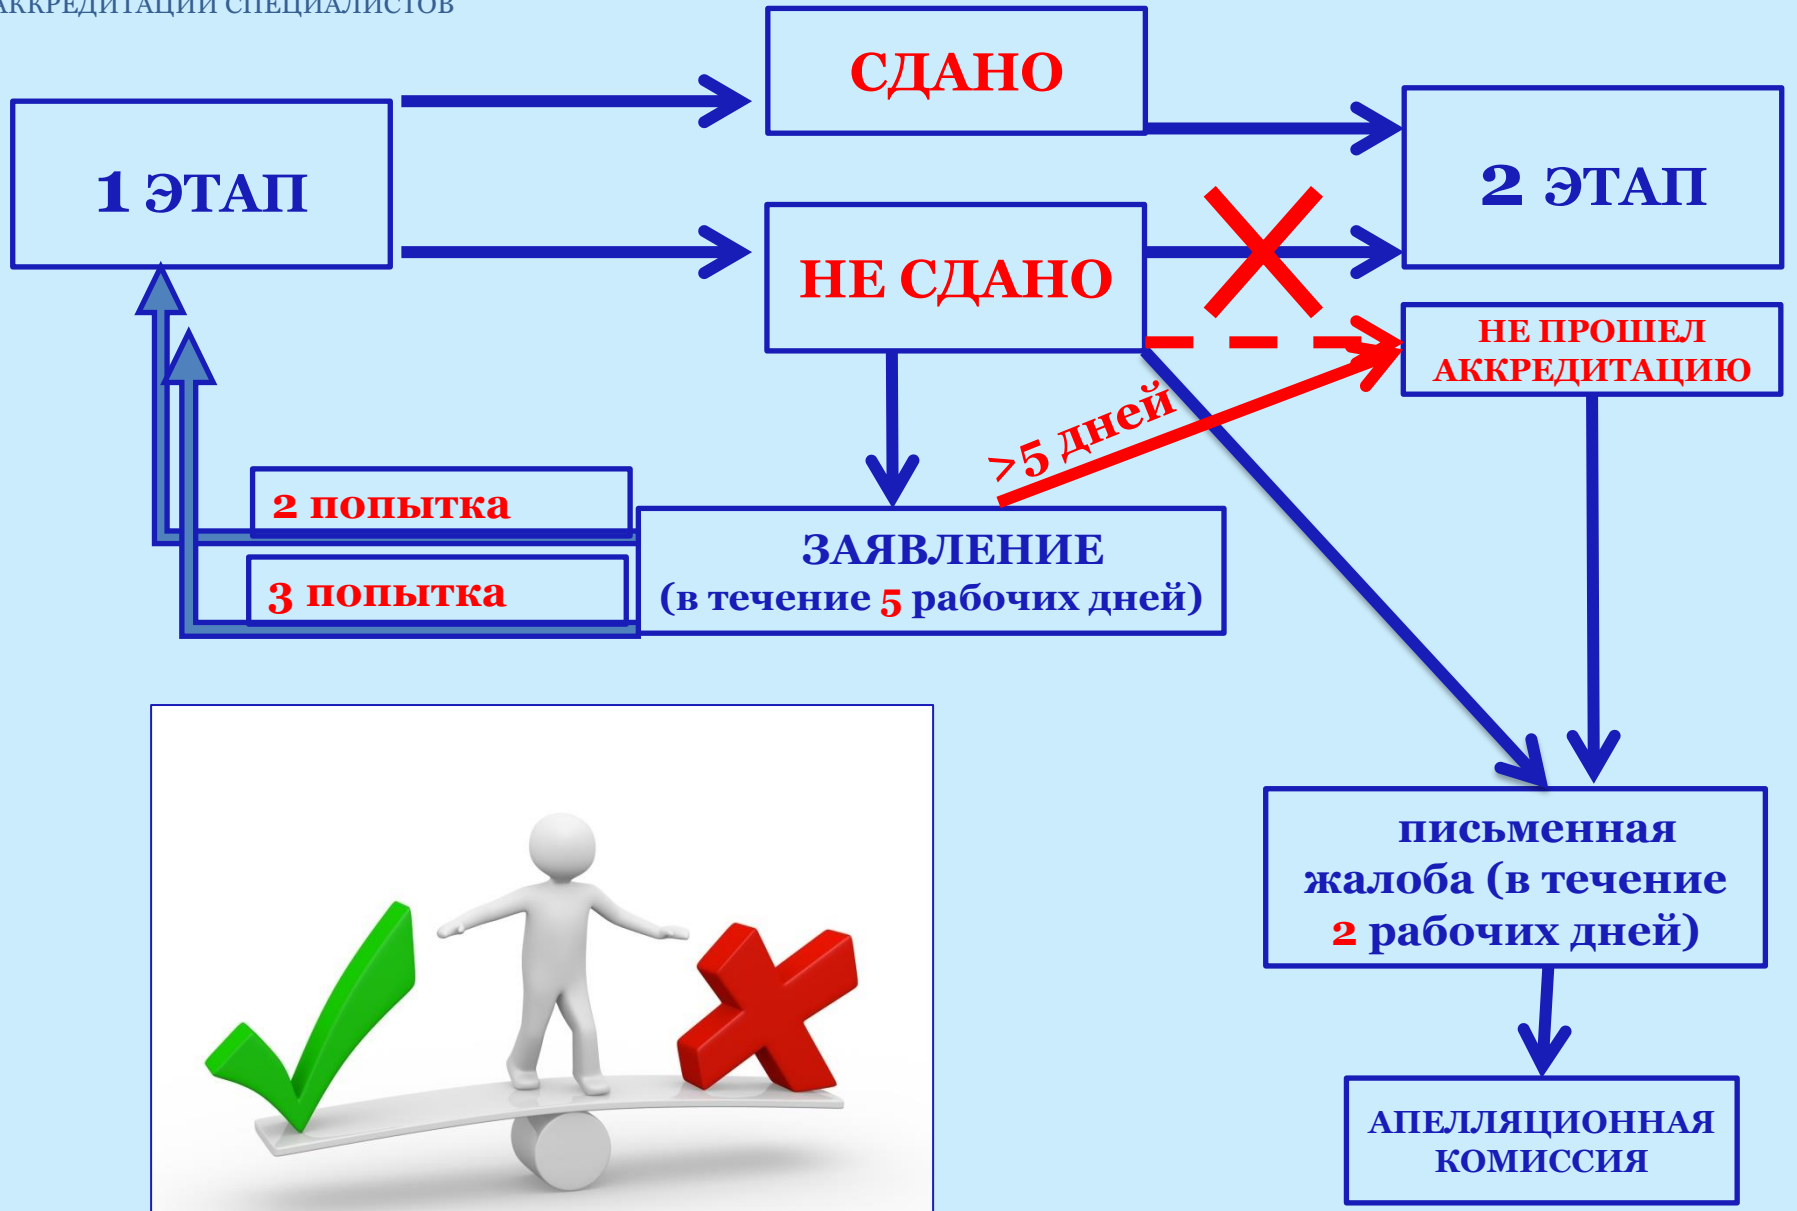 АККРЕДИТАЦИИ СПЕЦИАЛИСТОВ
СДАНО
1 ЭТАП
2 ЭТАП
НЕ СДАНО
НЕ ПРОШЕЛ
АККРЕДИТАЦИЮ
>5 дней
2 попытка
3 попытка
ЗАЯВЛЕНИЕ
(в течение 5 рабочих дней)
письменная
жалоба (в течение
2 рабочих дней)
АПЕЛЛЯЦИОННАЯ
КОМИССИЯ